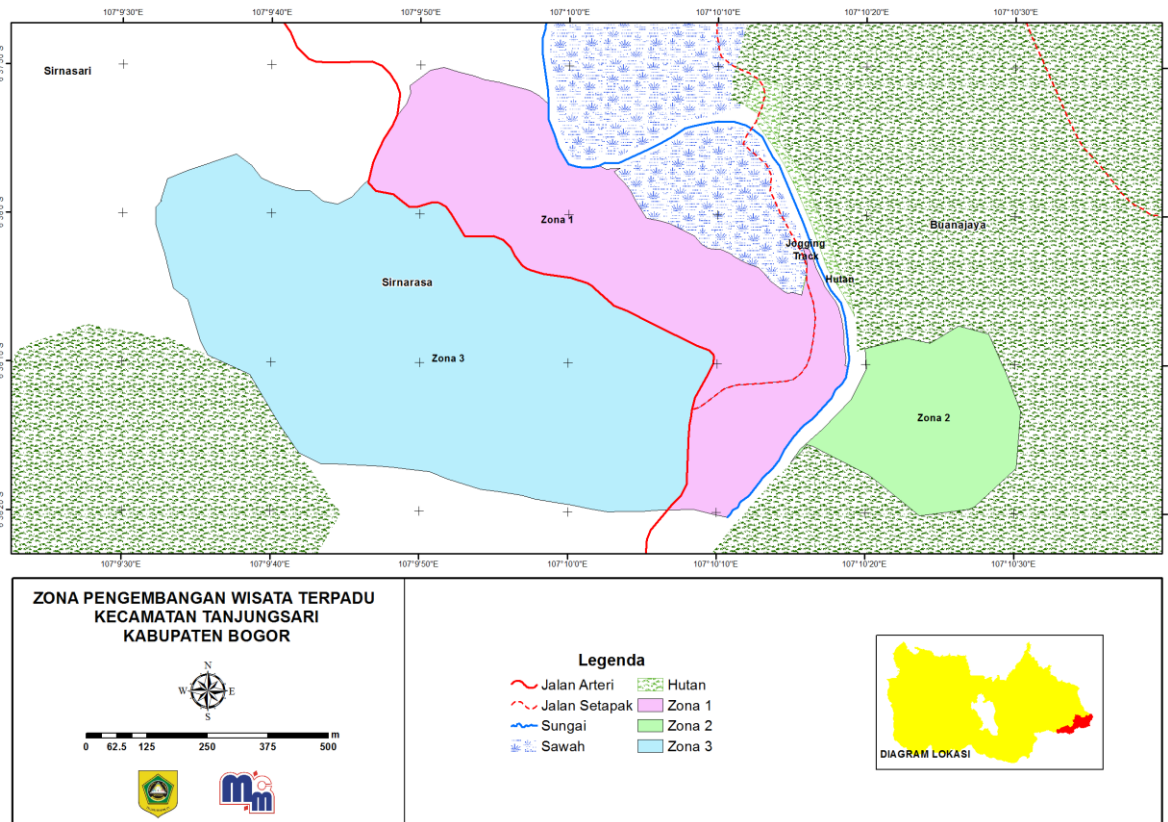 107°9'30"E 107°9'40"E 107°9'50"E 107°10'0"E 107°10'10"E 107°10'20"E 107°10'30"E
Sirnasari
Zona 1
Buanajaya
Jogging
Track
Hutan
Sirnarasa
Zona 3
Zona 2
107°9'30"E 107°9'40"E 107°9'50"E 107°10'0"E 107°10'10"E 107°10'20"E 107°10'30"E
ZONA PENGEMBANGAN WISATA TERPADU
KECAMATAN TANJUNGSARI
KABUPATEN BOGOR
N
W E
S
m
0 62.5 125 250 375 500
Legenda
Jalan Arteri
Jalan Setapak
Sungai
Sawah
Hutan
Zona 1
Zona 2
Zona 3
DIAGRAM LOKASI